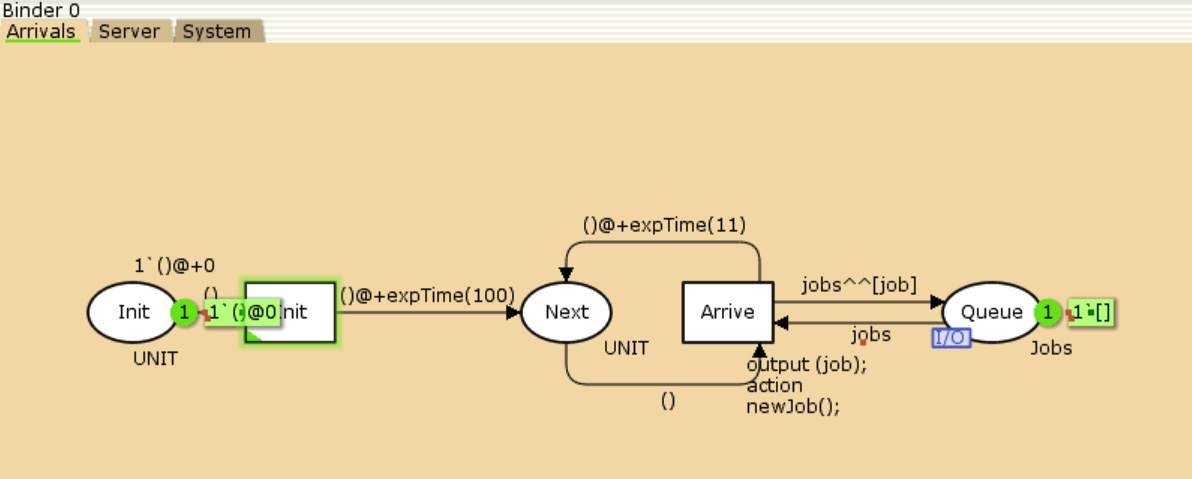 Binder 0
Arrivals Server System
()@+expTime(11)
1`()@+0
()
()@+expTime(100)
jobs^^[job]
Init
1
1`()@0
Init
Next
Arrive
Queue
1
1`[]
jobs
I/O
UNIT
UNIT
Jobs
output (job);
action
newJob();
()